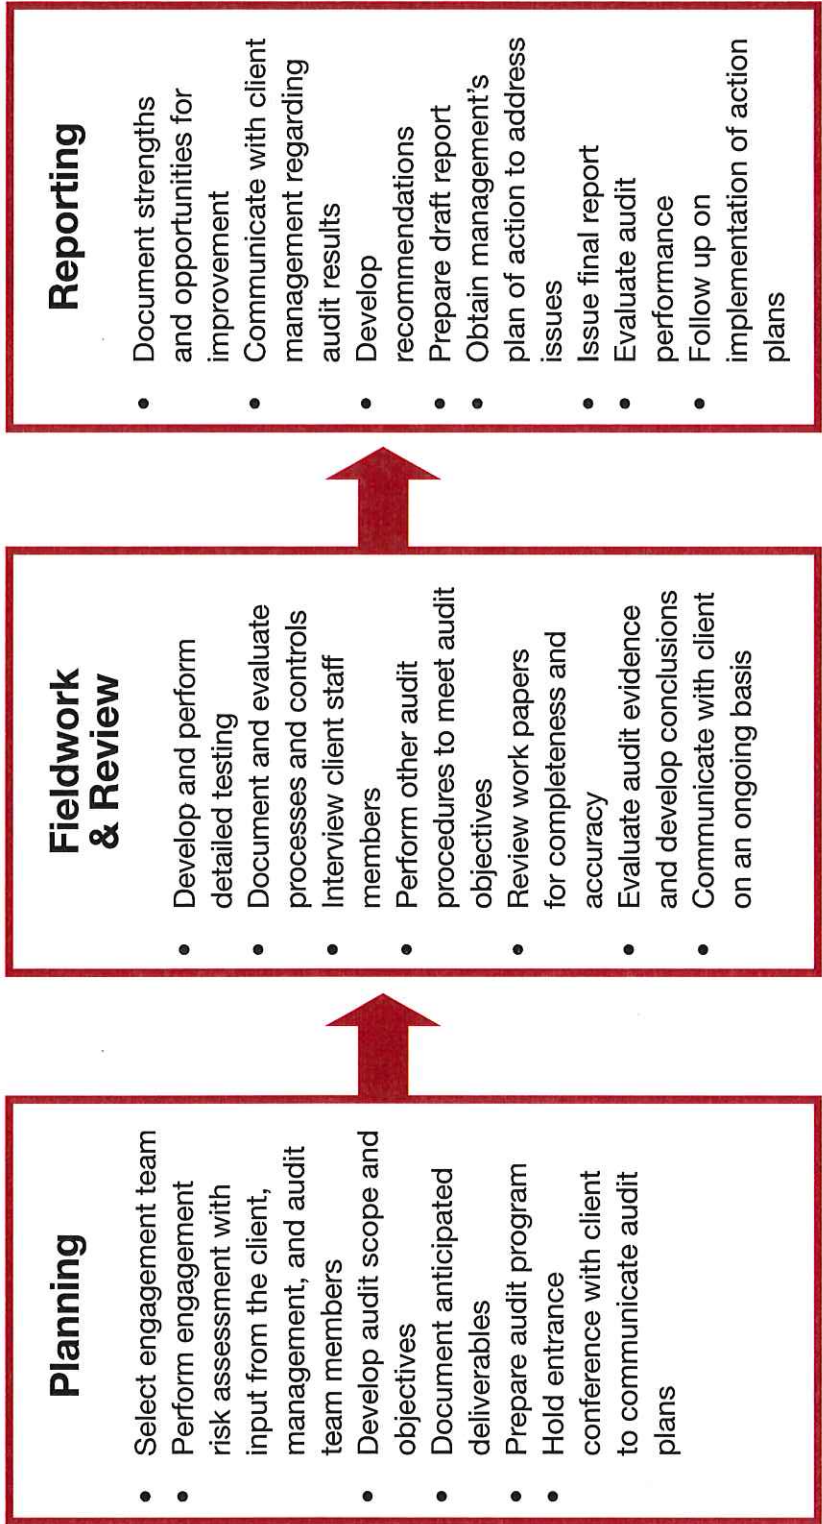 Planning
• Select engagement team
• Perform engagement
risk assessment with
input from the client,
management, and audit
team members
• Develop audit scope and
objectives
• Document anticipated
deliverables
• Prepare audit program
• Hold entrance
conference with client
to communicate audit
plans
Fieldwork
& Review
• Develop and perform
detailed testing
• Document and evaluate
processes and controls
• Interview client staff
members
• Perform other audit
procedures to meet audit
objectives
• Review work papers
for completeness and
accuracy
• Evaluate audit evidence
and develop conclusions
• Communicate with client
on an ongoing basis
Reporting
• Document strengths
and opportunities for
improvement
• Communicate with client
management regarding
audit results
• Develop
recommendations
• Prepare draft report
• Obtain management's
plan of action to address
issues
• Issue final report
• Evaluate audit
performance
• Follow up on
implementation of action
plans